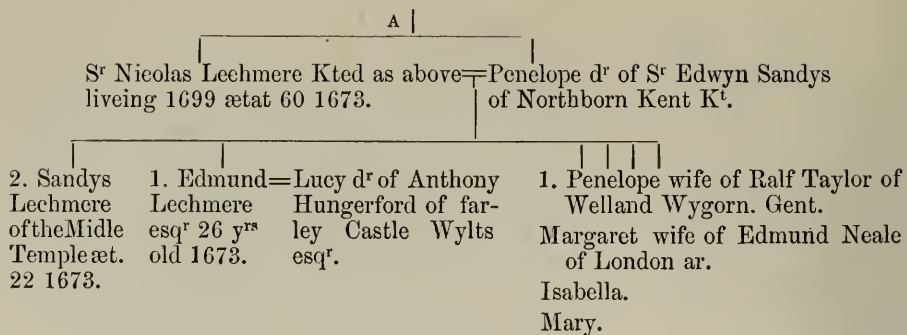 A
Sʳ Nicolas Lechmere Kted as above=Penelope dʳ of Sʳ Edwyn Sandys
liveing 1699 ætat 60 1673.
of Northborn Kent Kᵗ.
2. Sandys
Lechmere
oftheMidle
Temple æt.
22 1673.
1. Edmund=Lucy dʳ of Anthony
Lechmere
esqʳ 26 yʳˢ
old 1673.
Hungerford of far-
ley Castle Wylts
esqʳ.
1. Penelope wife of Ralf Taylor of
Welland Wygorn. Gent.
Margaret wife of Edmund Neale
of London ar.
Isabella.
Mary.